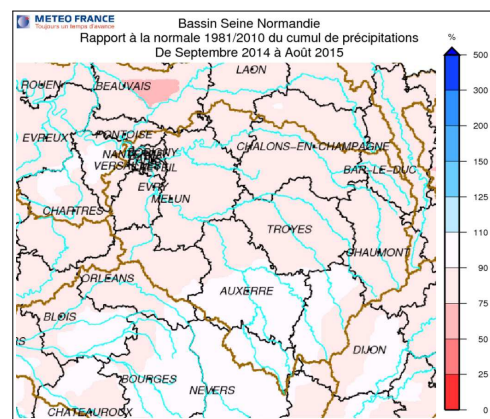 METEO FRANCE
Toujours un temps d'avance
Bassin Seine Normandie
Rapport à la normale 1981/2010 du cumul de précipitations
De Septembre 2014 à Août 2015
%
500
300
200
150
125
110
90
75
50
25
0
LAON
ROUEN
BEAUVAIS
PONTOISE
EVREUX
CHALONS-EN-CHAMPAGNE
BAR-LE-DUC
EVRY
MELUN
CHARTRES
TROYES
CHAUMONT
ORLEANS
AUXERRE
BLOIS
DIJON
BOURGES
NEVERS
CHATEAUROUX